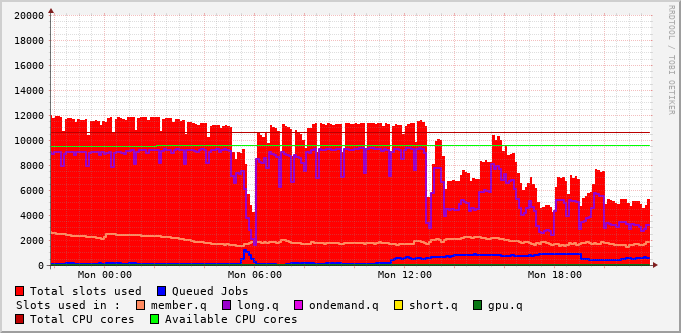 20000
18000
16000
14000
12000
10000
8000
6000
4000
2000
0
Mon 00:00 Mon 06:00 Mon 12:00 Mon 18:00
Total slots used Queued Jobs
Slots used in : member.q long.q ondemand.q short.q gpu.q
Total CPU cores Available CPU cores
RRDTOOL / TOBI OETIKER